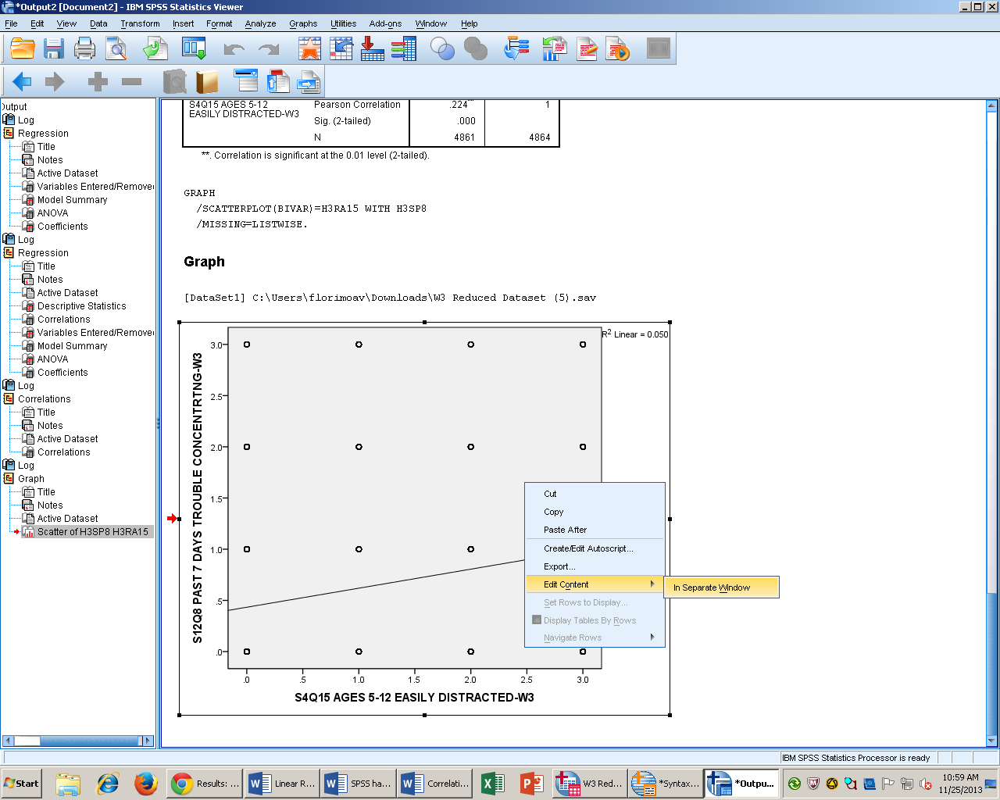 *Output2 [Document2] - IBM SPSS Statistics Viewer
File Edit View Data Transform Insert Format Analyze Graphs Utilities Add-ons Window Help
Output
Log
Regression
Title
Notes
Active Dataset
Variables Entered/Remove
Model Summary
ANOVA
Coefficients
Log
Regression
Title
Notes
Active Dataset
Descriptive Statistics
Correlations
Variables Entered/Remove
Model Summary
ANOVA
Coefficients
Log
Correlations
Title
Notes
Active Dataset
Correlations
Log
Graph
Title
Notes
Active Dataset
Scatter of H3SP8 H3RA15
S4Q15 AGES 5-12 Pearson Correlation .224** 1
EASILY DISTRACTED-W3
Sig. (2-tailed) .000
N 4861 4864
**. Correlation is significant at the 0.01 level (2-tailed).
GRAPH
/SCATTERPLOT(BIVAR)=H3RA15 WITH H3SP8
/MISSING=LISTWISE.
Graph
[DataSet1] C:\Users\florimoav\Downloads\W3 Reduced Dataset (5).sav
R2 Linear = 0.050
S12Q8 PAST 7 DAYS TROUBLE CONCENTRTNG-W3
3.0
2.5
2.0
1.5
1.0
.5
.0
.0 .5 1.0 1.5 2.0 2.5 3.0
S4Q15 AGES 5-12 EASILY DISTRACTED-W3
Cut
Copy
Paste After
Create/Edit Autoscript...
Export...
Edit Content
In Separate Window
Set Rows to Display...
Display Tables By Rows
Navigate Rows
IBM SPSS Statistics Processor is ready
Start
Results: ...
Linear R...
SPSS ha...
Correlati...
W3 Red...
*Syntax...
*Outpu...
10:59 AM
11/25/2013